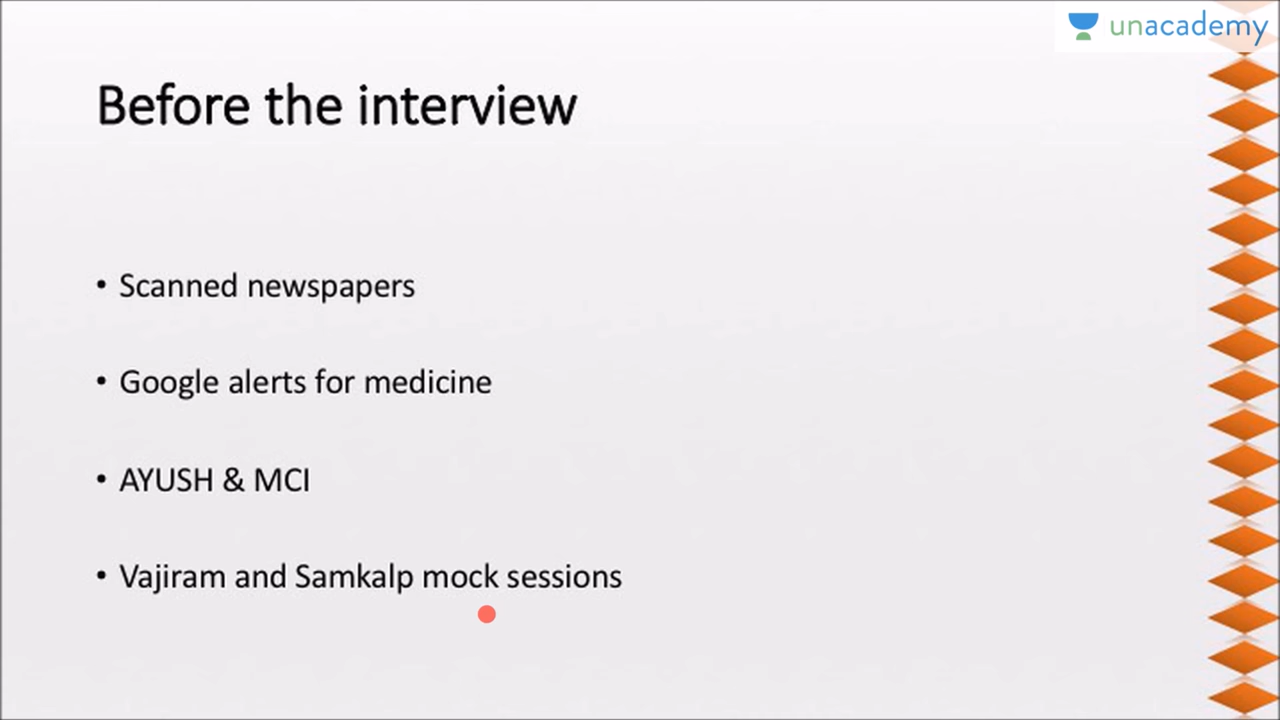 unacademy
Before the interview
• Scanned newspapers
• Google alerts for medicine
• AYUSH & MCI
• Vajiram and Samkalp mock sessions